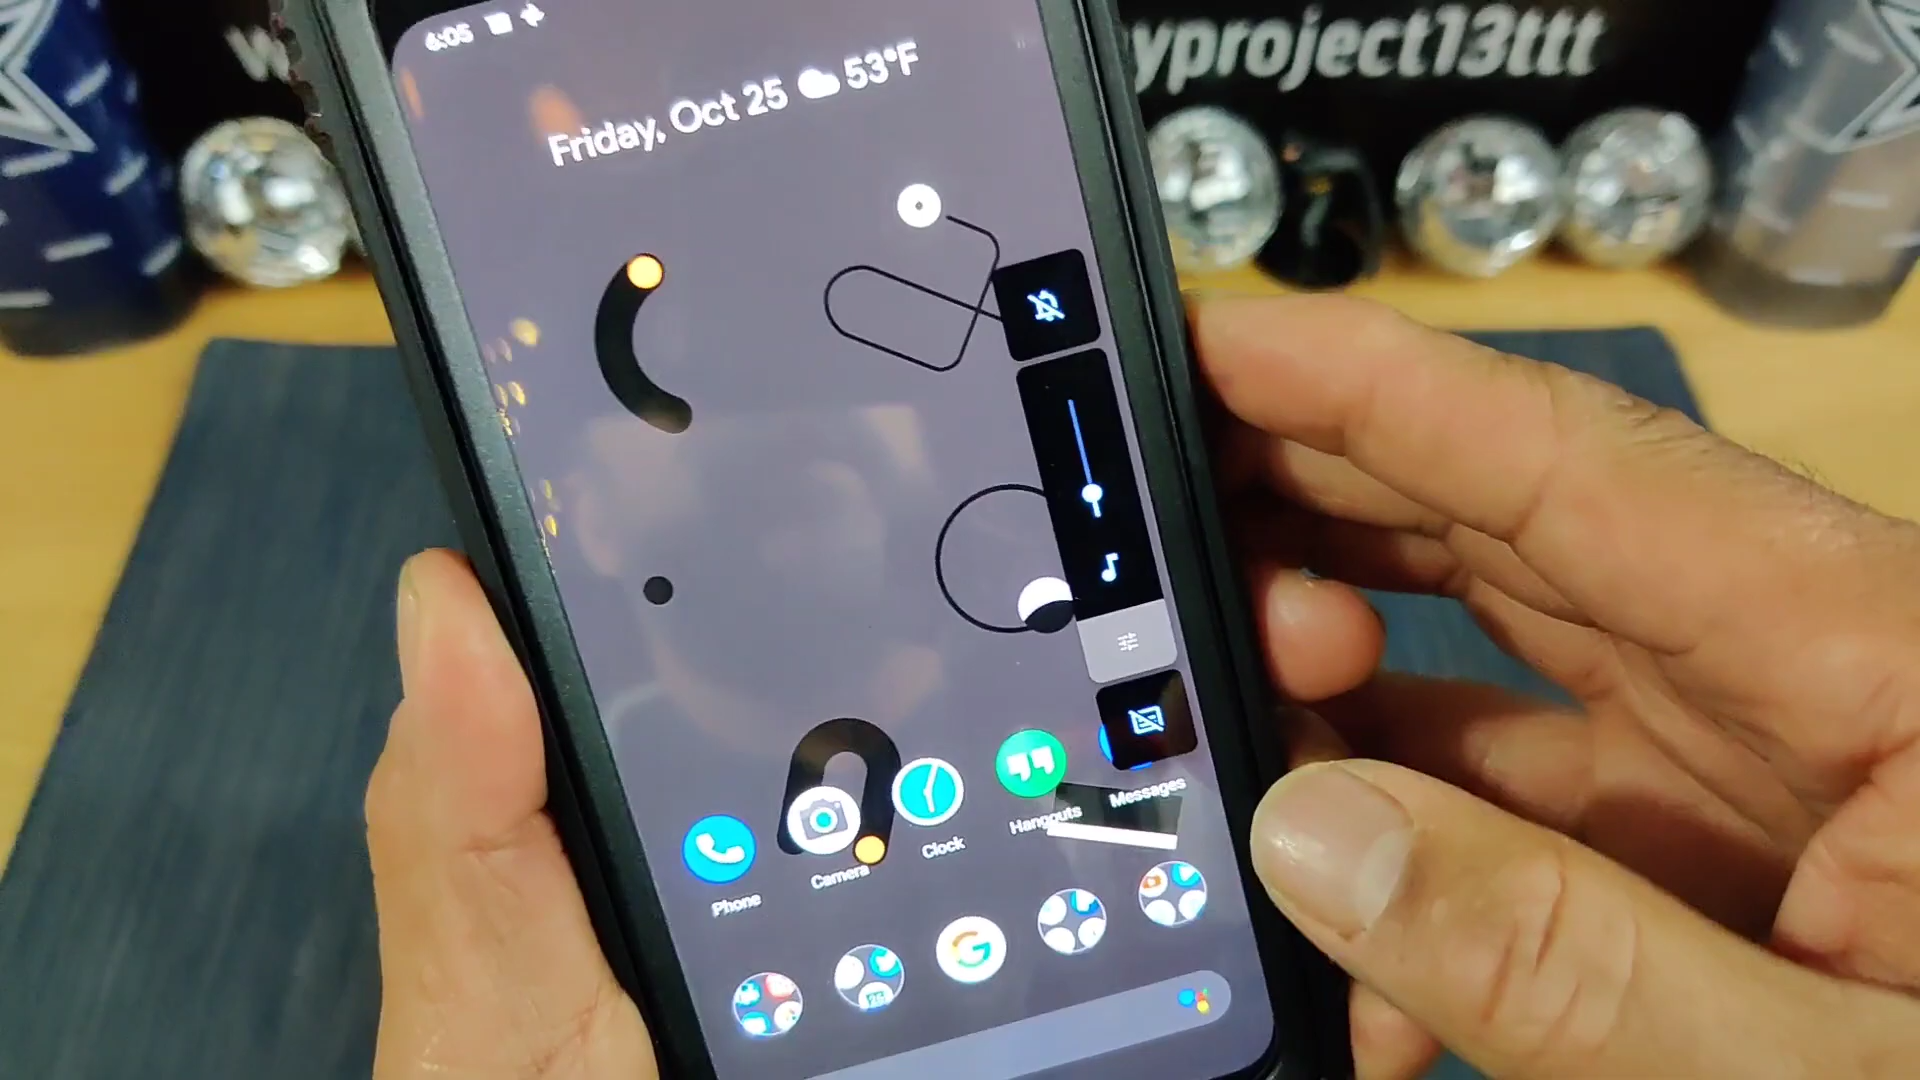 yproject13ttt
6:05
Friday, Oct 25 53°F
Phone
Camera
Clock
Hangouts
Messages